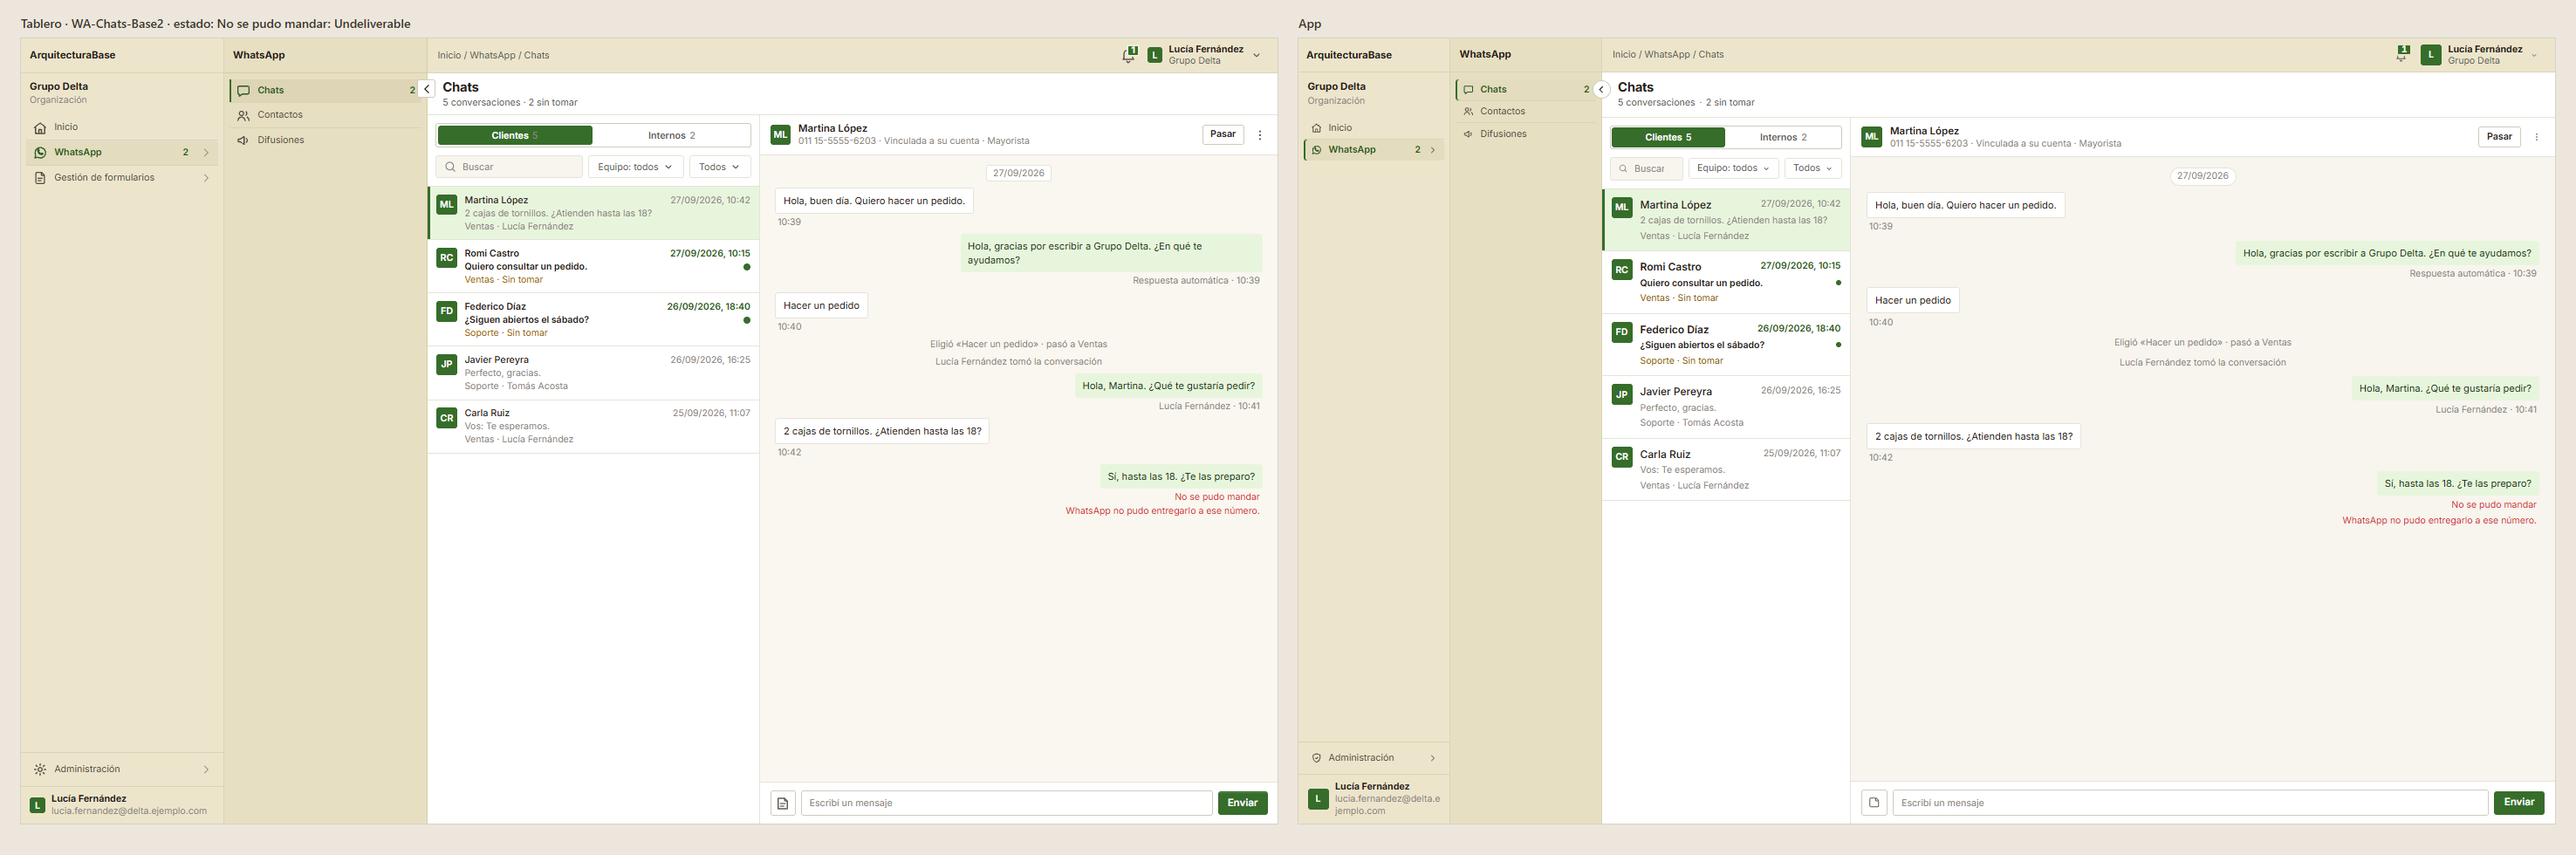 Tablero · WA-Chats-Base2 · estado: No se pudo mandar: Undeliverable
ArquitecturaBase
Grupo Delta
Organización
Inicio
WhatsApp 2
Gestión de formularios
Administración
L
Lucía Fernández
lucia.fernandez@delta.ejemplo.com
WhatsApp
Chats 2
Contactos
Difusiones
Inicio / WhatsApp / Chats
1
L
Lucía Fernández
Grupo Delta
Chats
5 conversaciones · 2 sin tomar
Clientes 5
Internos 2
Buscar
Equipo: todos
Todos
ML
Martina López 27/09/2026, 10:42
2 cajas de tornillos. ¿Atienden hasta las 18?
Ventas · Lucía Fernández
RC
Romi Castro 27/09/2026, 10:15
Quiero consultar un pedido.
Ventas · Sin tomar
FD
Federico Díaz 26/09/2026, 18:40
¿Siguen abiertos el sábado?
Soporte · Sin tomar
JP
Javier Pereyra 26/09/2026, 16:25
Perfecto, gracias.
Soporte · Tomás Acosta
CR
Carla Ruiz 25/09/2026, 11:07
Vos: Te esperamos.
Ventas · Lucía Fernández
ML
Martina López
011 15-5555-6203 · Vinculada a su cuenta · Mayorista
Pasar
27/09/2026
Hola, buen día. Quiero hacer un pedido.
10:39
Hola, gracias por escribir a Grupo Delta. ¿En qué te
ayudamos?
Respuesta automática · 10:39
Hacer un pedido
10:40
Eligió «Hacer un pedido» · pasó a Ventas
Lucía Fernández tomó la conversación
Hola, Martina. ¿Qué te gustaría pedir?
Lucía Fernández · 10:41
2 cajas de tornillos. ¿Atienden hasta las 18?
10:42
Sí, hasta las 18. ¿Te las preparo?
No se pudo mandar
WhatsApp no pudo entregarlo a ese número.
Escribí un mensaje
Enviar
App
ArquitecturaBase
Grupo Delta
Organización
Inicio
WhatsApp 2
Administración
L
Lucía Fernández
lucia.fernandez@delta.e
jemplo.com
WhatsApp
Chats 2
Contactos
Difusiones
Inicio / WhatsApp / Chats
1
L
Lucía Fernández
Grupo Delta
Chats
5 conversaciones · 2 sin tomar
Clientes 5
Internos 2
Buscar
Equipo: todos
Todos
ML
Martina López 27/09/2026, 10:42
2 cajas de tornillos. ¿Atienden hasta las 18?
Ventas · Lucía Fernández
RC
Romi Castro 27/09/2026, 10:15
Quiero consultar un pedido.
Ventas · Sin tomar
FD
Federico Díaz 26/09/2026, 18:40
¿Siguen abiertos el sábado?
Soporte · Sin tomar
JP
Javier Pereyra 26/09/2026, 16:25
Perfecto, gracias.
Soporte · Tomás Acosta
CR
Carla Ruiz 25/09/2026, 11:07
Vos: Te esperamos.
Ventas · Lucía Fernández
ML
Martina López
011 15-5555-6203 · Vinculada a su cuenta · Mayorista
Pasar
27/09/2026
Hola, buen día. Quiero hacer un pedido.
10:39
Hola, gracias por escribir a Grupo Delta. ¿En qué te ayudamos?
Respuesta automática · 10:39
Hacer un pedido
10:40
Eligió «Hacer un pedido» · pasó a Ventas
Lucía Fernández tomó la conversación
Hola, Martina. ¿Qué te gustaría pedir?
Lucía Fernández · 10:41
2 cajas de tornillos. ¿Atienden hasta las 18?
10:42
Sí, hasta las 18. ¿Te las preparo?
No se pudo mandar
WhatsApp no pudo entregarlo a ese número.
Escribí un mensaje
Enviar